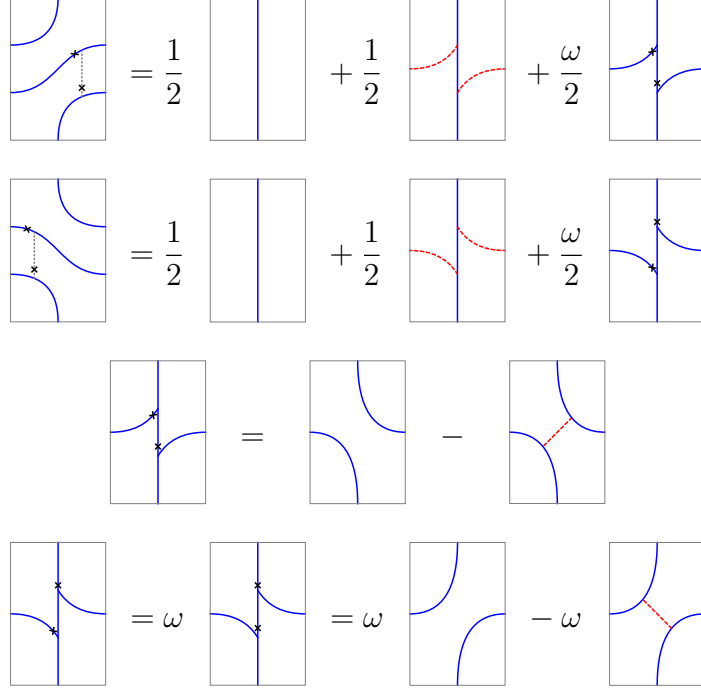 = 1/2 + 1/2 + ω/2
= 1/2 + 1/2 + ω/2
= −
= ω = ω − ω